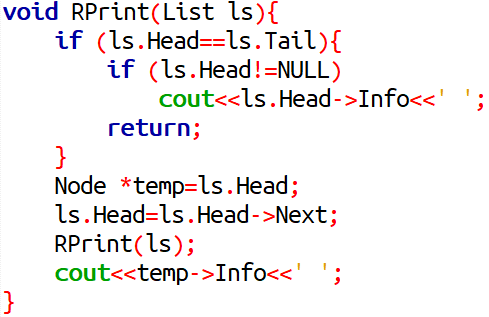 void RPrint(List ls){
    if (ls.Head==ls.Tail){
        if (ls.Head!=NULL)
            cout<<ls.Head->Info<<' ';
        return;
    }
    Node *temp=ls.Head;
    ls.Head=ls.Head->Next;
    RPrint(ls);
    cout<<temp->Info<<' ';
}